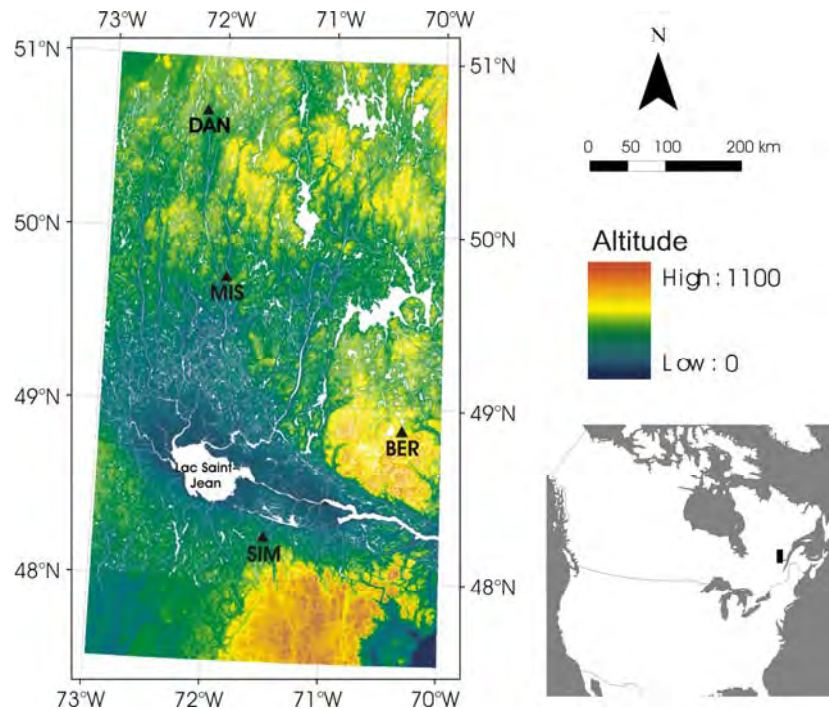 73°W 72°W 71°W 70°W
51°N
51°N
DAN
50°N
50°N
MIS
49°N
49°N
BER
Lac Saint-
Jean
SIM
48°N
48°N
73°W 72°W 71°W 70°W
N
0 50 100 200 km
Altitude
High : 1100
Low : 0